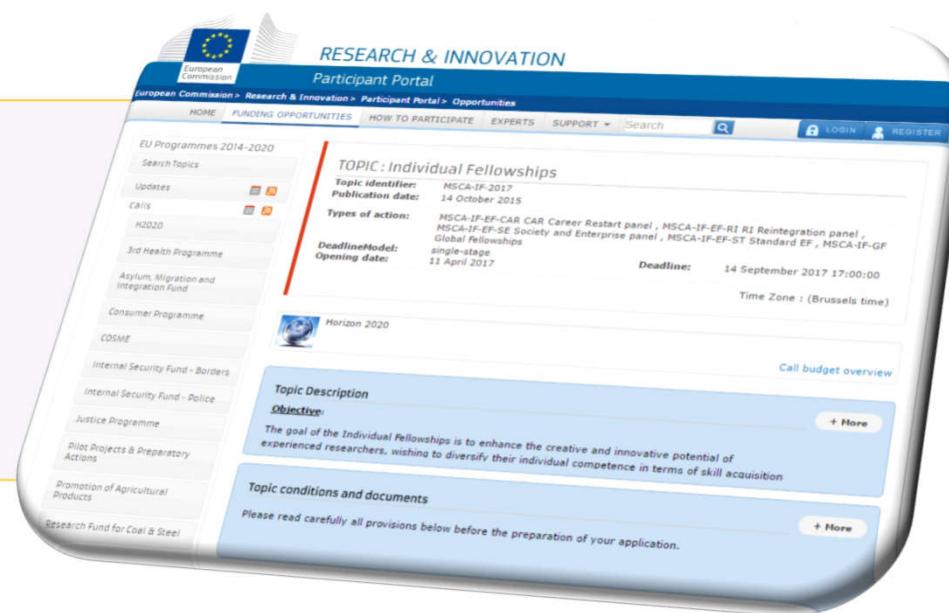 European
Commission
RESEARCH & INNOVATION
Participant Portal
European Commission > Research & Innovation > Participant Portal > Opportunities
HOME FUNDING OPPORTUNITIES HOW TO PARTICIPATE EXPERTS SUPPORT Search LOGIN REGISTER
EU Programmes 2014-2020
Search Topics
Updates
Calls
H2020
3rd Health Programme
Asylum, Migration and
Integration Fund
Consumer Programme
COSME
Internal Security Fund - Borders
Internal Security Fund - Police
Justice Programme
Pilot Projects & Preparatory
Actions
Promotion of Agricultural
Products
Research Fund for Coal & Steel
TOPIC : Individual Fellowships
Topic identifier: MSCA-IF-2017
Publication date: 14 October 2015
Types of action: MSCA-IF-EF-CAR CAR Career Restart panel , MSCA-IF-EF-RI RI Reintegration panel ,
MSCA-IF-EF-SE Society and Enterprise panel , MSCA-IF-EF-ST Standard EF , MSCA-IF-GF
Global Fellowships
DeadlineModel: single-stage
Opening date: 11 April 2017 Deadline: 14 September 2017 17:00:00
Time Zone : (Brussels time)
Horizon 2020
Call budget overview
Topic Description
+ More
Objective:
The goal of the Individual Fellowships is to enhance the creative and innovative potential of
experienced researchers, wishing to diversify their individual competence in terms of skill acquisition
Topic conditions and documents
+ More
Please read carefully all provisions below before the preparation of your application.